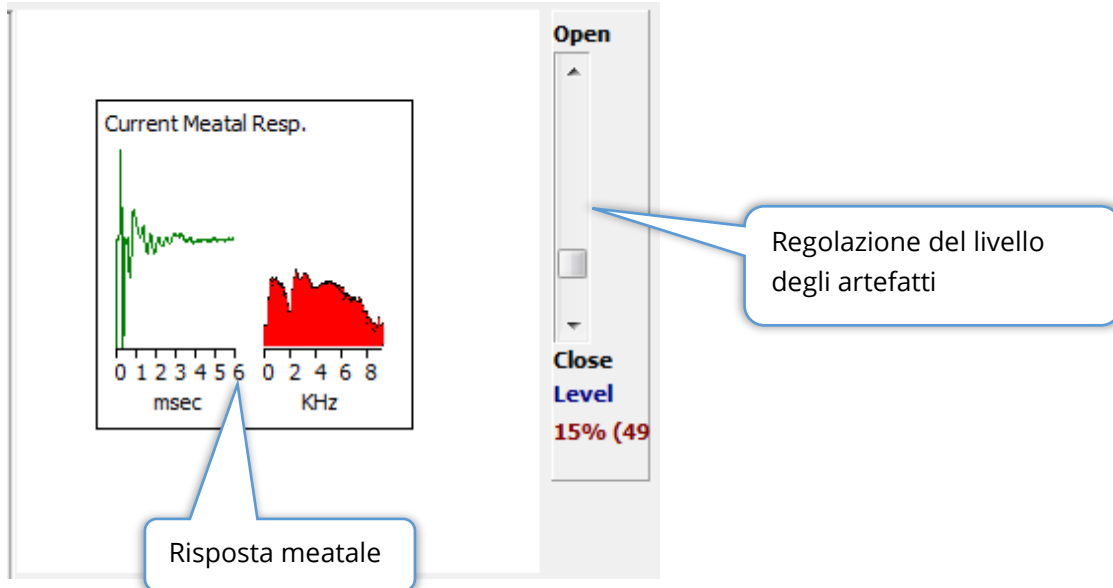 Open
Current Meatal Resp.
0 1 2 3 4 5 6
msec
0 2 4 6 8
KHz
Close
Level
15% (49
Regolazione del livello
degli artefatti
Risposta meatale